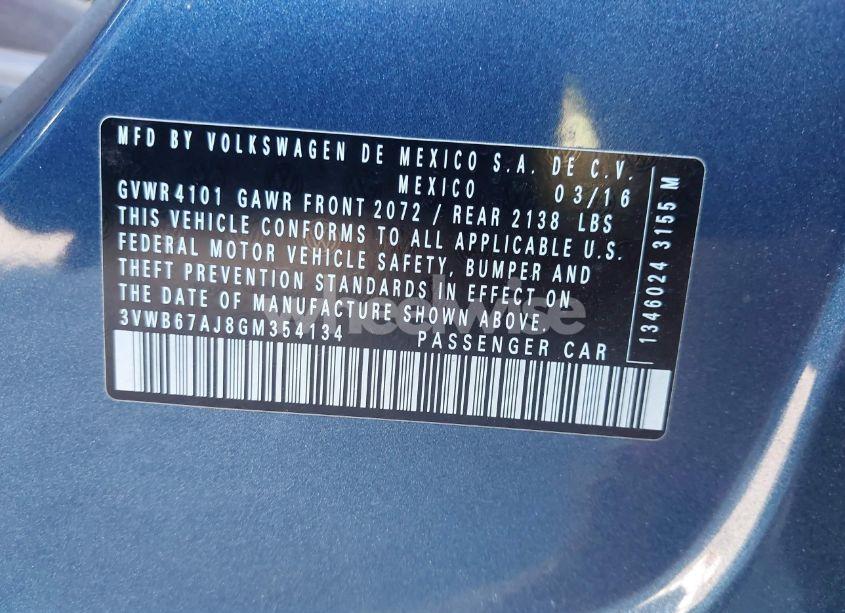 MFD BY VOLKSWAGEN DE MEXICO S.A. DE C.V.
MEXICO 03/16
GVWR4101 GAWR FRONT 2072 / REAR 2138 LBS
THIS VEHICLE CONFORMS TO ALL APPLICABLE U.S.
FEDERAL MOTOR VEHICLE SAFETY, BUMPER AND
THEFT PREVENTION STANDARDS IN EFFECT ON
THE DATE OF MANUFACTURE SHOWN ABOVE.
3VWB67AJ8GM354134 PASSENGER CAR
1346024 3155 M
wheelwise